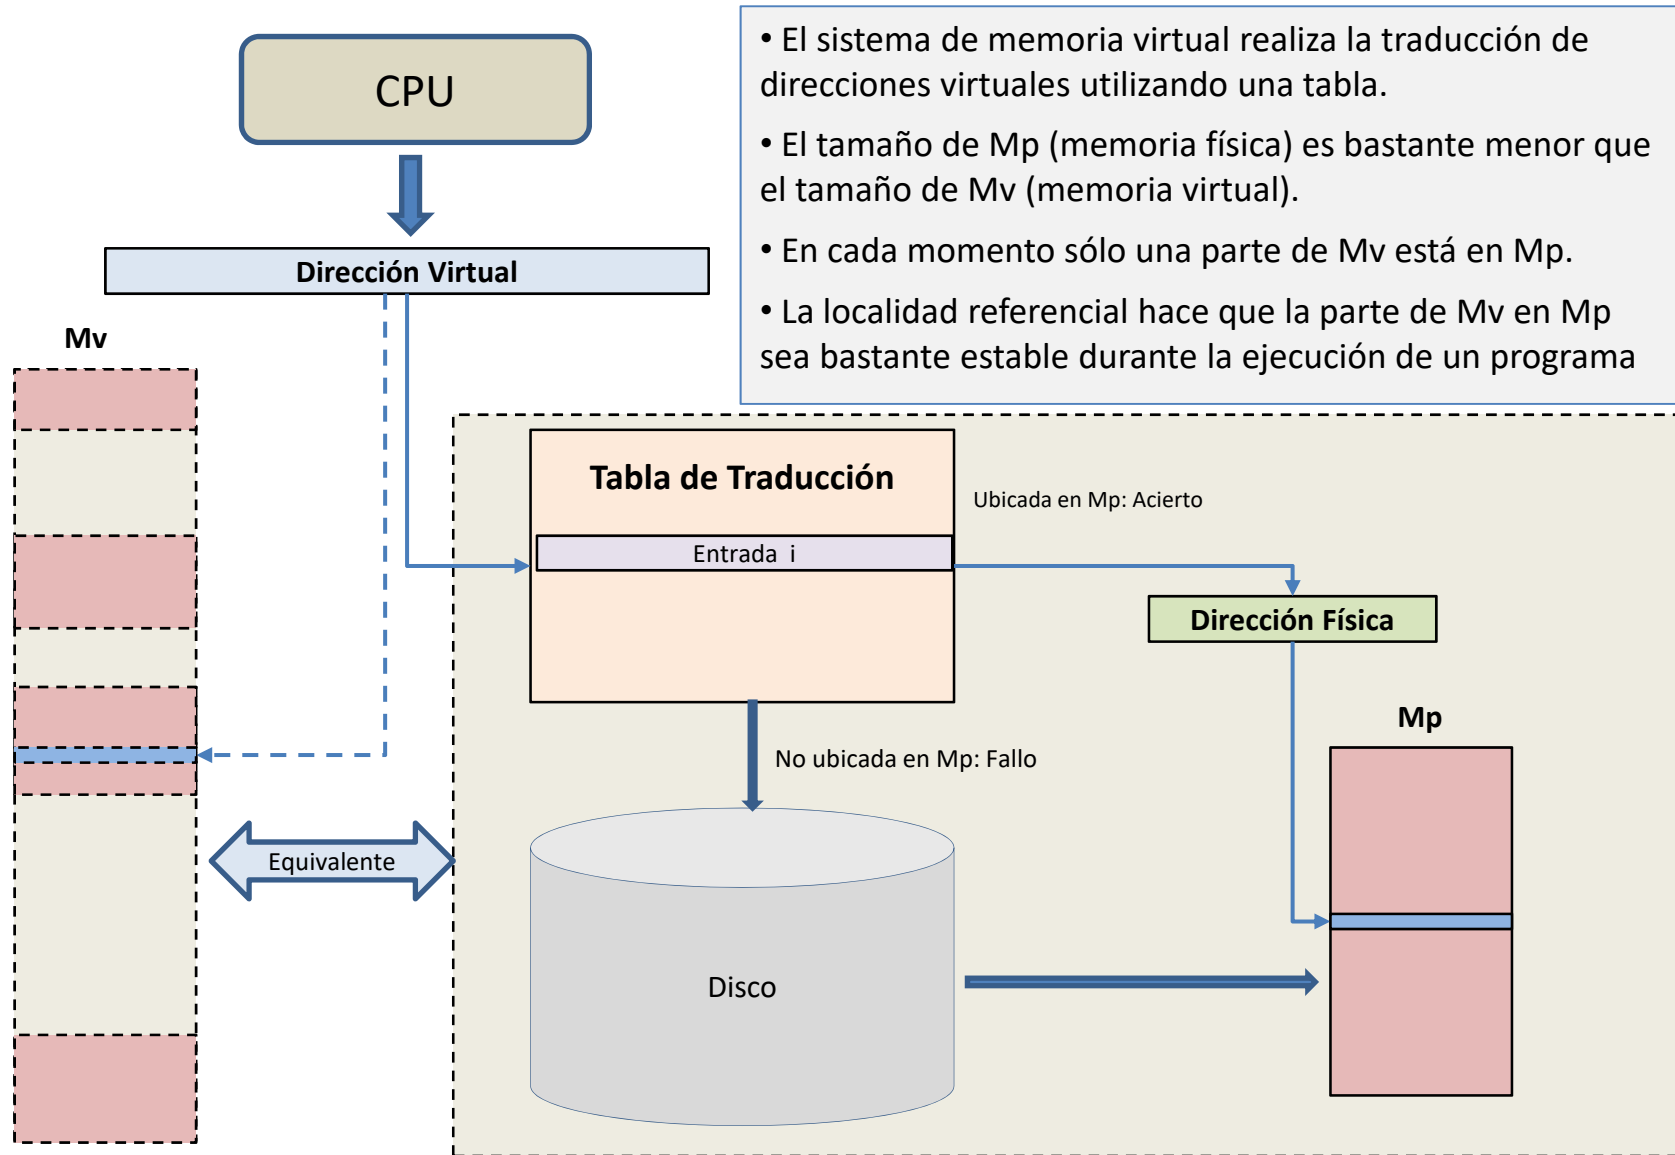 CPU
• El sistema de memoria virtual realiza la traducción de
direcciones virtuales utilizando una tabla.
• El tamaño de Mp (memoria física) es bastante menor que
el tamaño de Mv (memoria virtual).
• En cada momento sólo una parte de Mv está en Mp.
• La localidad referencial hace que la parte de Mv en Mp
sea bastante estable durante la ejecución de un programa
Dirección Virtual
Mv
Tabla de Traducción
Ubicada en Mp: Acierto
Entrada i
Dirección Física
Mp
No ubicada en Mp: Fallo
Equivalente
Disco